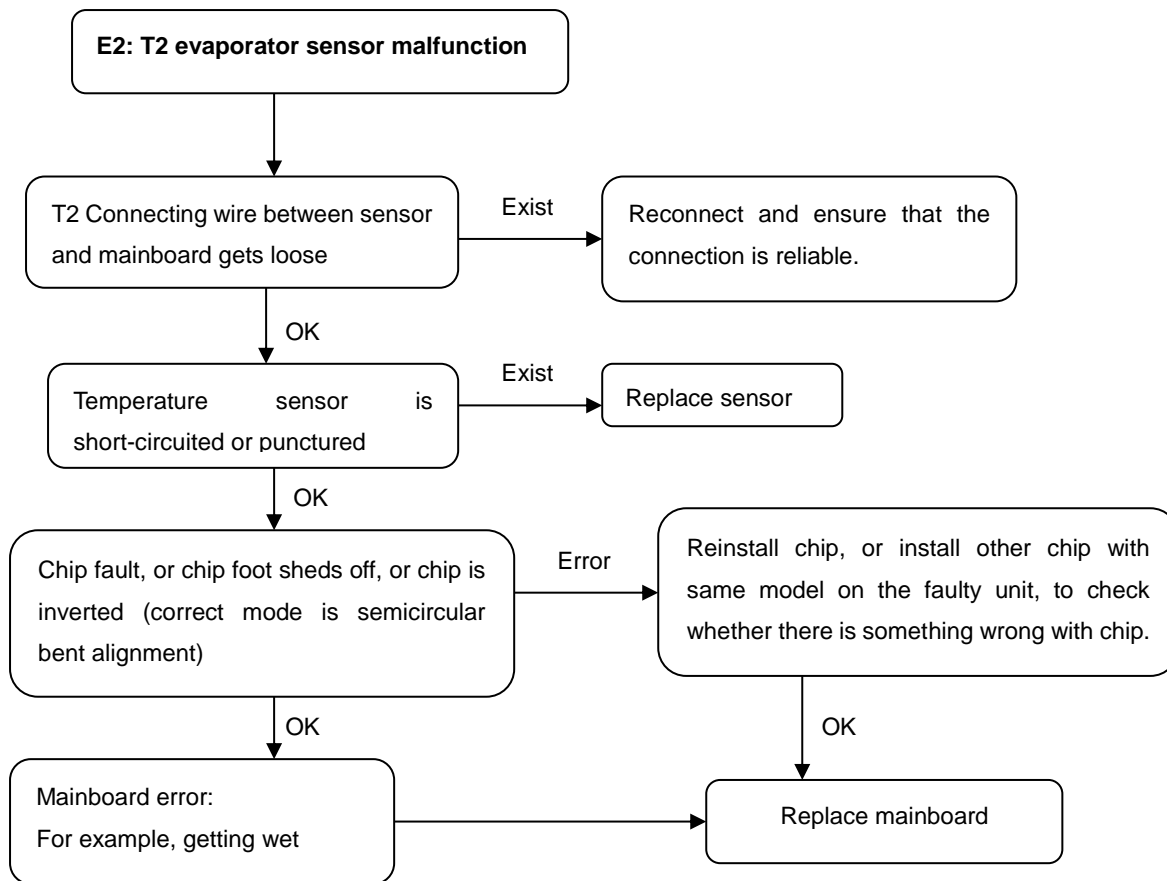 E2: T2 evaporator sensor malfunction
T2 Connecting wire between sensor
and mainboard gets loose
Exist
Reconnect and ensure that the
connection is reliable.
OK
Temperature sensor is
short-circuited or punctured
Exist
Replace sensor
OK
Chip fault, or chip foot sheds off, or chip is
inverted (correct mode is semicircular
bent alignment)
Error
Reinstall chip, or install other chip with
same model on the faulty unit, to check
whether there is something wrong with chip.
OK
OK
Mainboard error:
For example, getting wet
Replace mainboard